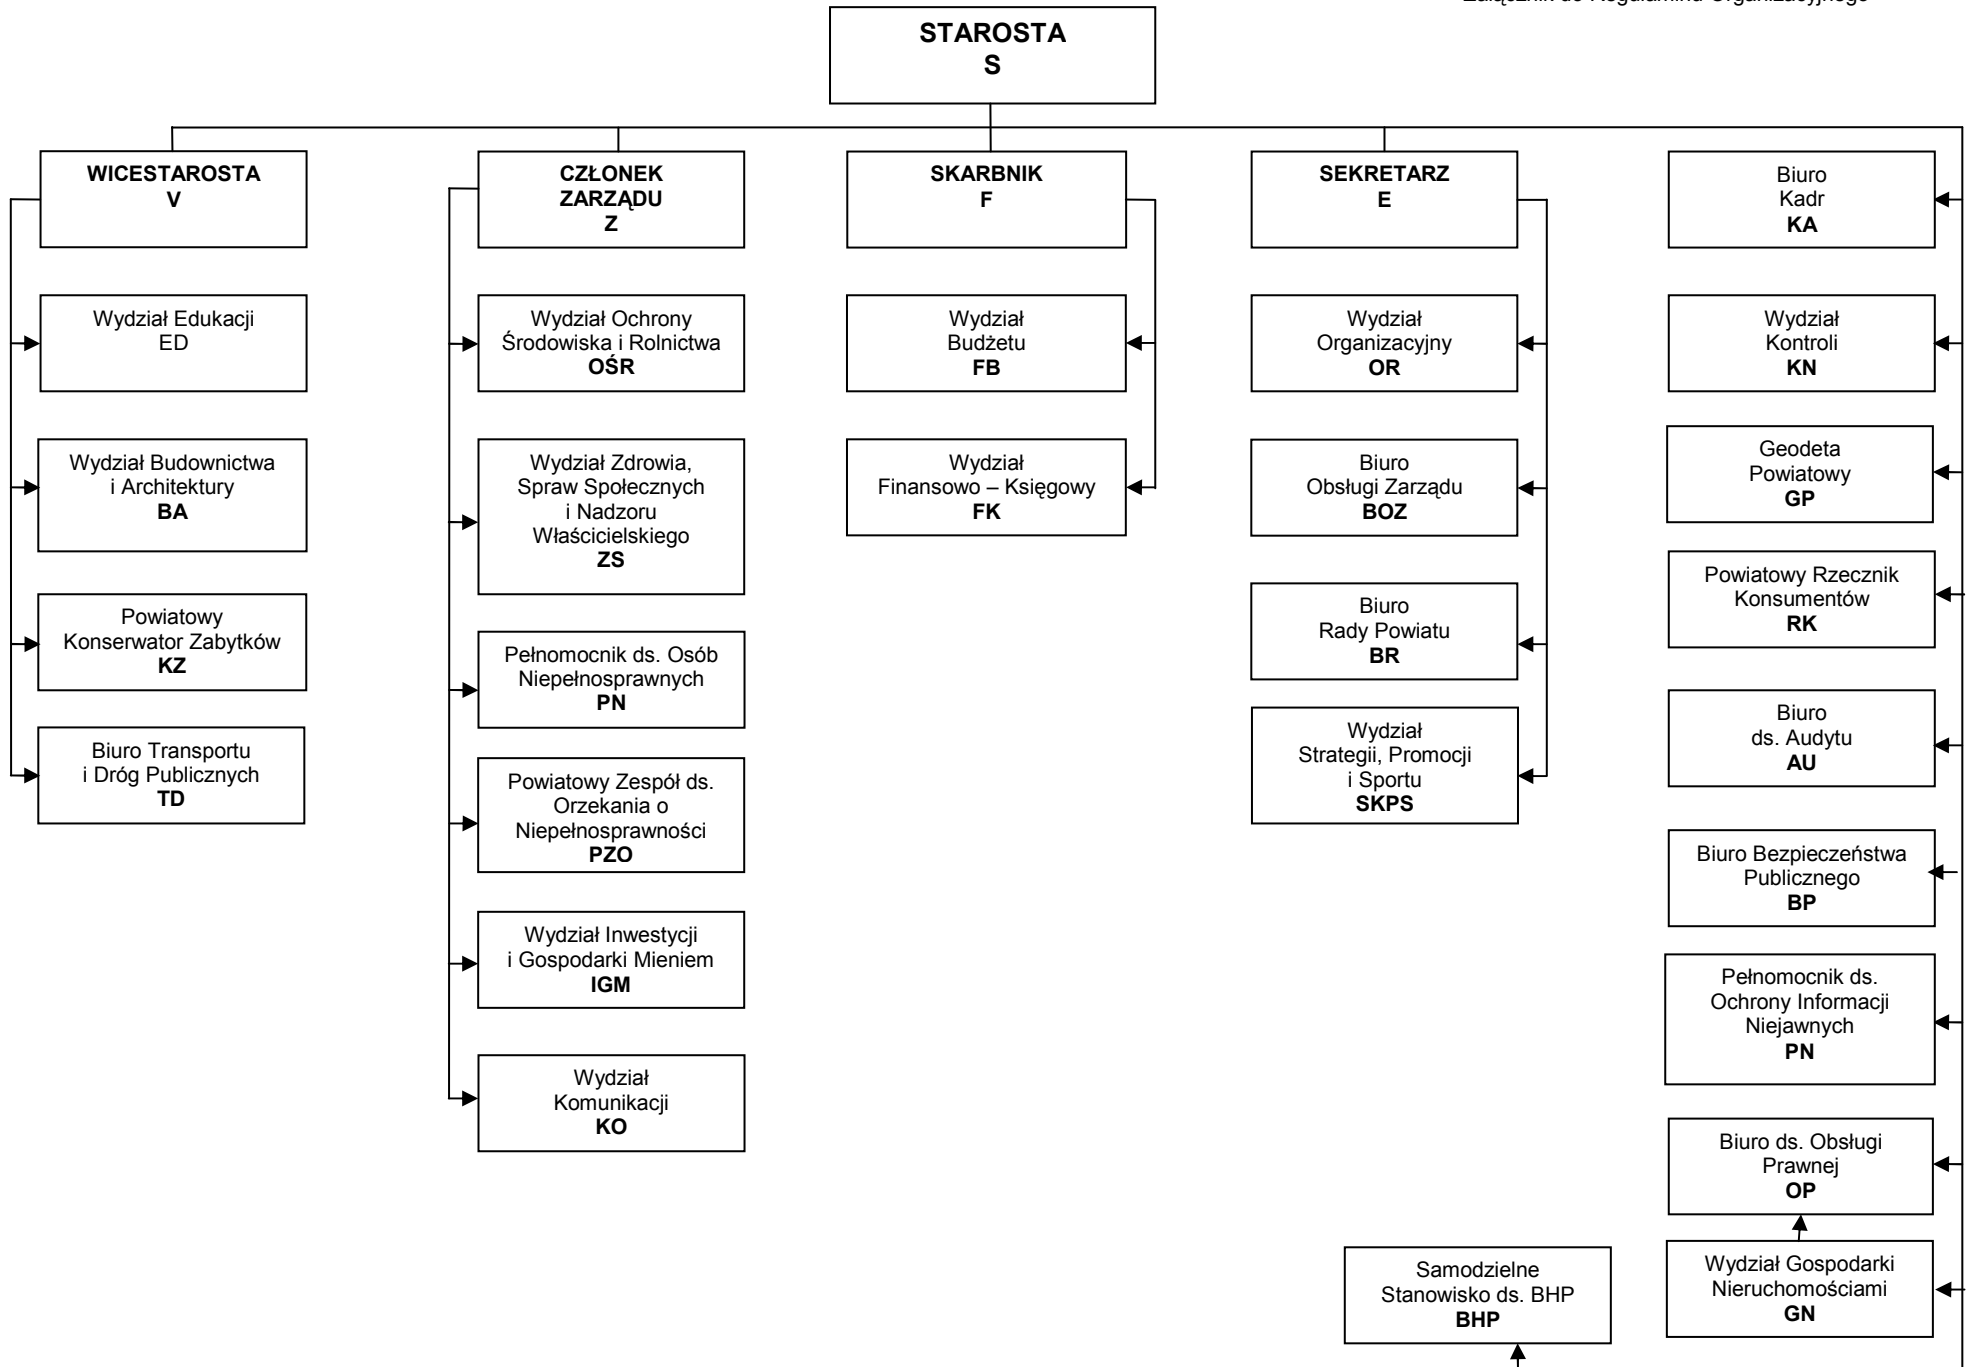 Załącznik do Regulaminu Organizacyjnego
STAROSTA
S
WICESTAROSTA
V
CZŁONEK
ZARZĄDU
Z
SKARBNIK
F
SEKRETARZ
E
Biuro
Kadr
KA
Wydział Edukacji
ED
Wydział Ochrony
Środowiska i Rolnictwa
OŚR
Wydział
Budżetu
FB
Wydział
Organizacyjny
OR
Wydział
Kontroli
KN
Wydział Budownictwa
i Architektury
BA
Wydział Zdrowia,
Spraw Społecznych
i Nadzoru
Właścicielskiego
ZS
Wydział
Finansowo – Księgowy
FK
Biuro
Obsługi Zarządu
BOZ
Geodeta
Powiatowy
GP
Powiatowy
Konserwator Zabytków
KZ
Pełnomocnik ds. Osób
Niepełnosprawnych
PN
Biuro
Rady Powiatu
BR
Powiatowy Rzecznik
Konsumentów
RK
Biuro Transportu
i Dróg Publicznych
TD
Powiatowy Zespół ds.
Orzekania o
Niepełnosprawności
PZO
Wydział
Strategii, Promocji
i Sportu
SKPS
Biuro
ds. Audytu
AU
Biuro Bezpieczeństwa
Publicznego
BP
Wydział Inwestycji
i Gospodarki Mieniem
IGM
Pełnomocnik ds.
Ochrony Informacji
Niejawnych
PN
Wydział
Komunikacji
KO
Biuro ds. Obsługi
Prawnej
OP
Samodzielne
Stanowisko ds. BHP
BHP
Wydział Gospodarki
Nieruchomościami
GN